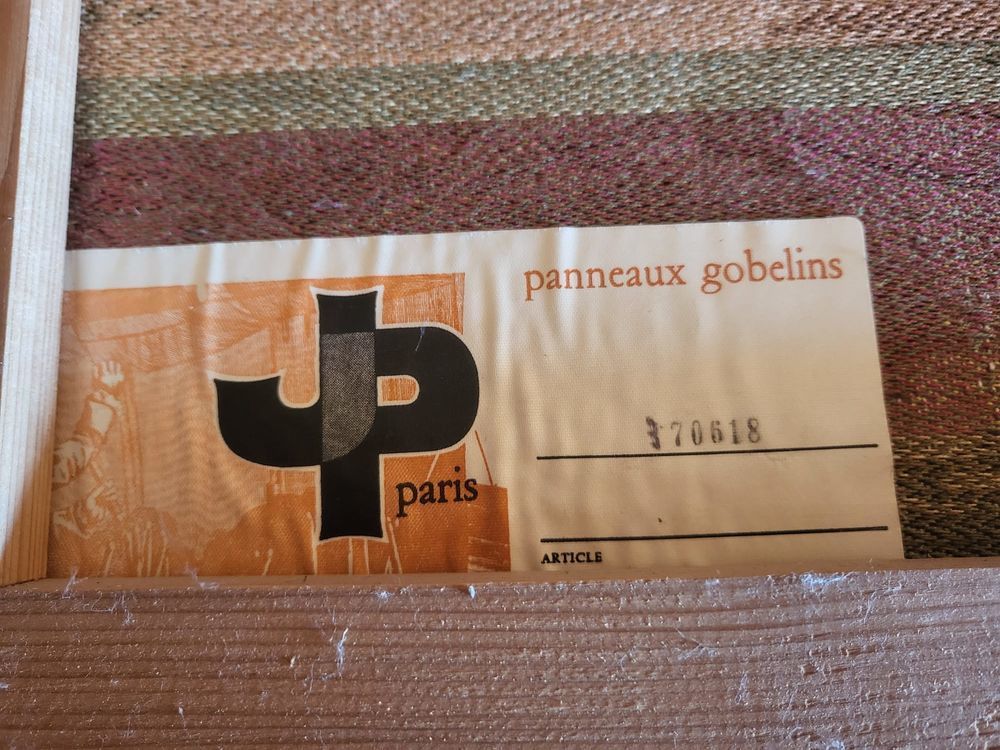 panneaux gobelins
JP
paris
70618
ARTICLE